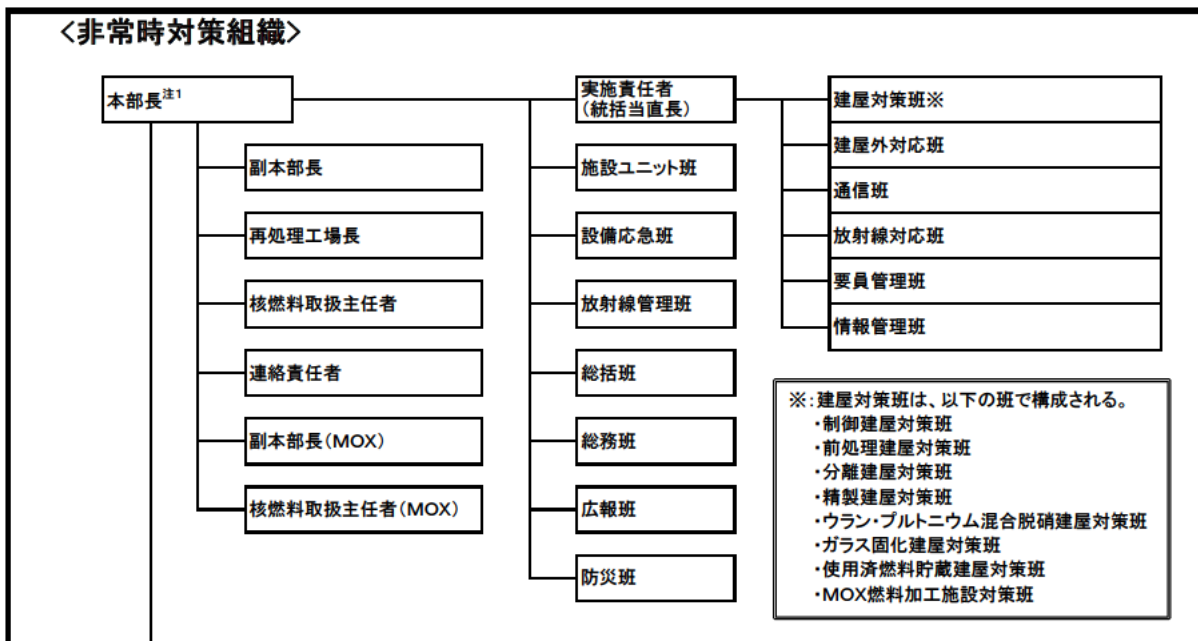 <非常時対策組織>
本部長注1
副本部長
再処理工場長
核燃料取扱主任者
連絡責任者
副本部長(MOX)
核燃料取扱主任者(MOX)
実施責任者
(統括当直長)
施設ユニット班
設備応急班
放射線管理班
総括班
総務班
広報班
防災班
建屋対策班※
建屋外対応班
通信班
放射線対応班
要員管理班
情報管理班
※:建屋対策班は、以下の班で構成される。
・制御建屋対策班
・前処理建屋対策班
・分離建屋対策班
・精製建屋対策班
・ウラン・プルトニウム混合脱硝建屋対策班
・ガラス固化建屋対策班
・使用済燃料貯蔵建屋対策班
・MOX燃料加工施設対策班